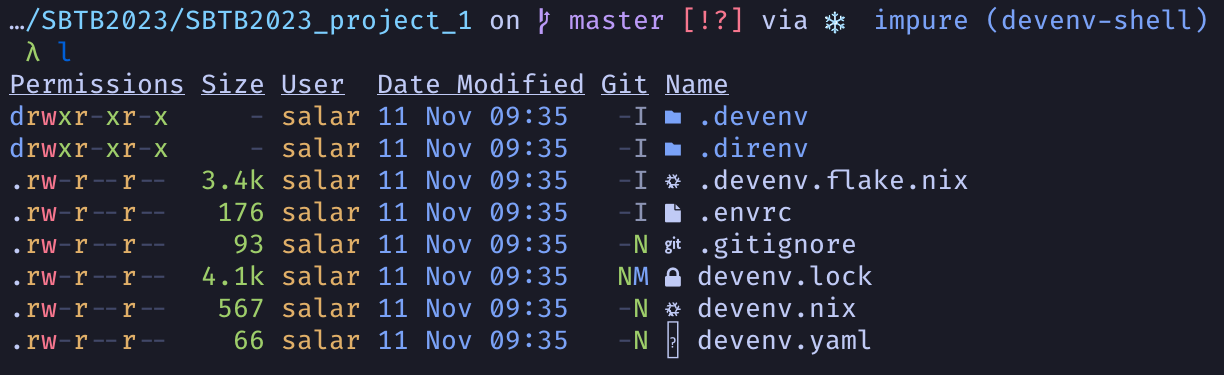 …/SBTB2023/SBTB2023_project_1 on master [!?] via ❄ impure (devenv-shell)
λ l
Permissions Size User Date Modified Git Name
drwxr-xr-x - salar 11 Nov 09:35 -I .devenv
drwxr-xr-x - salar 11 Nov 09:35 -I .direnv
.rw-r--r-- 3.4k salar 11 Nov 09:35 -I .devenv.flake.nix
.rw-r--r-- 176 salar 11 Nov 09:35 -I .envrc
.rw-r--r-- 93 salar 11 Nov 09:35 -N git .gitignore
.rw-r--r-- 4.1k salar 11 Nov 09:35 NM devenv.lock
.rw-r--r-- 567 salar 11 Nov 09:35 -N devenv.nix
.rw-r--r-- 66 salar 11 Nov 09:35 -N ? devenv.yaml